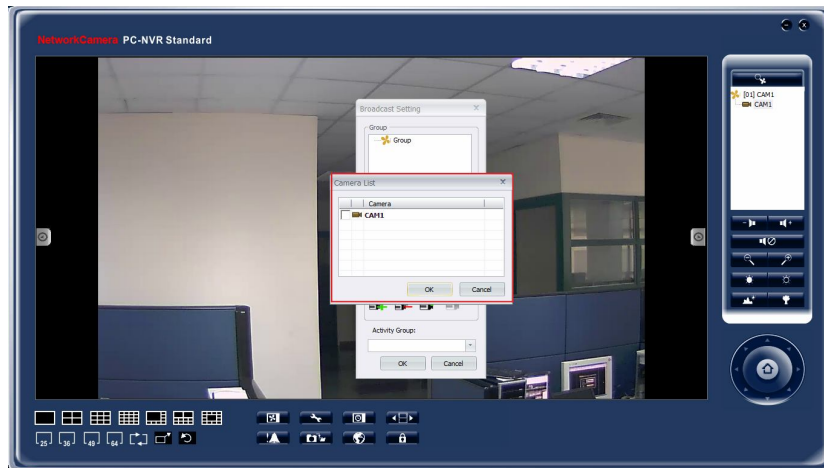 NetworkCamera PC-NVR Standard
Broadcast Setting
Group
Group
Camera List
Camera
CAM1
OK
Cancel
Activity Group:
OK
Cancel
[01] CAM1
CAM1
25
36
49
64